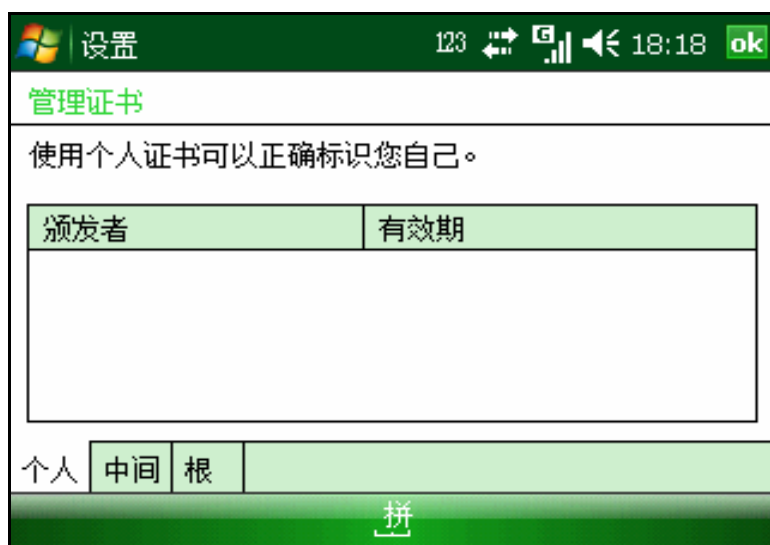 设置 123 G 18:18 ok
管理证书
使用个人证书可以正确标识您自己。
颁发者 有效期
个人 中间 根
拼